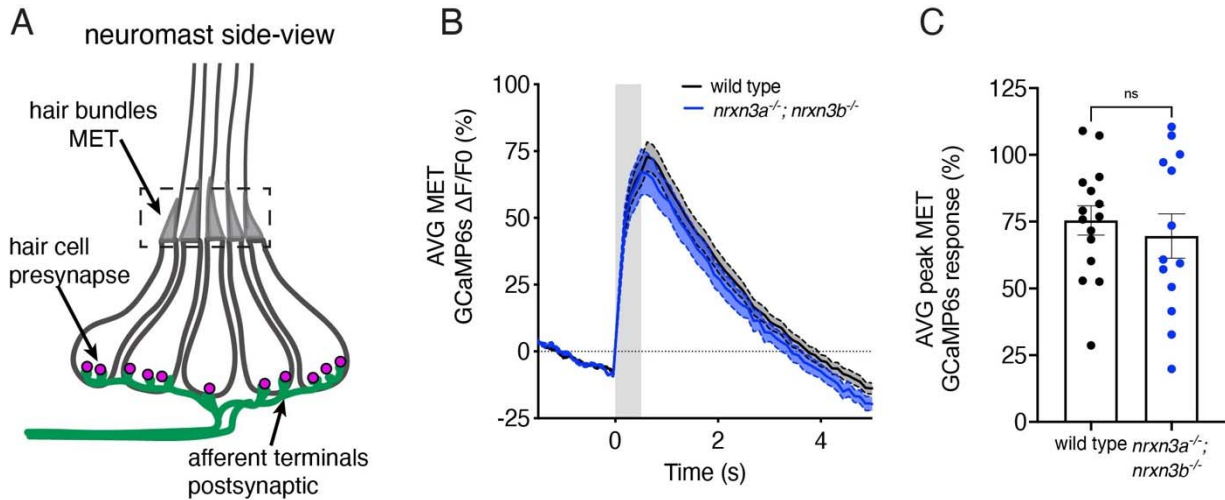 A
neuromast side-view
hair bundles
MET
hair cell
presynapse
afferent terminals
postsynaptic
B
AVG MET
GCaMP6s ΔF/F0 (%)
100
75
50
25
0
-25
wild type
nrxn3a-/-; nrxn3b-/-
0
2
4
Time (s)
C
AVG peak MET
GCaMP6s response (%)
125
100
75
50
25
0
ns
wild type
nrxn3a-/-;
nrxn3b-/-